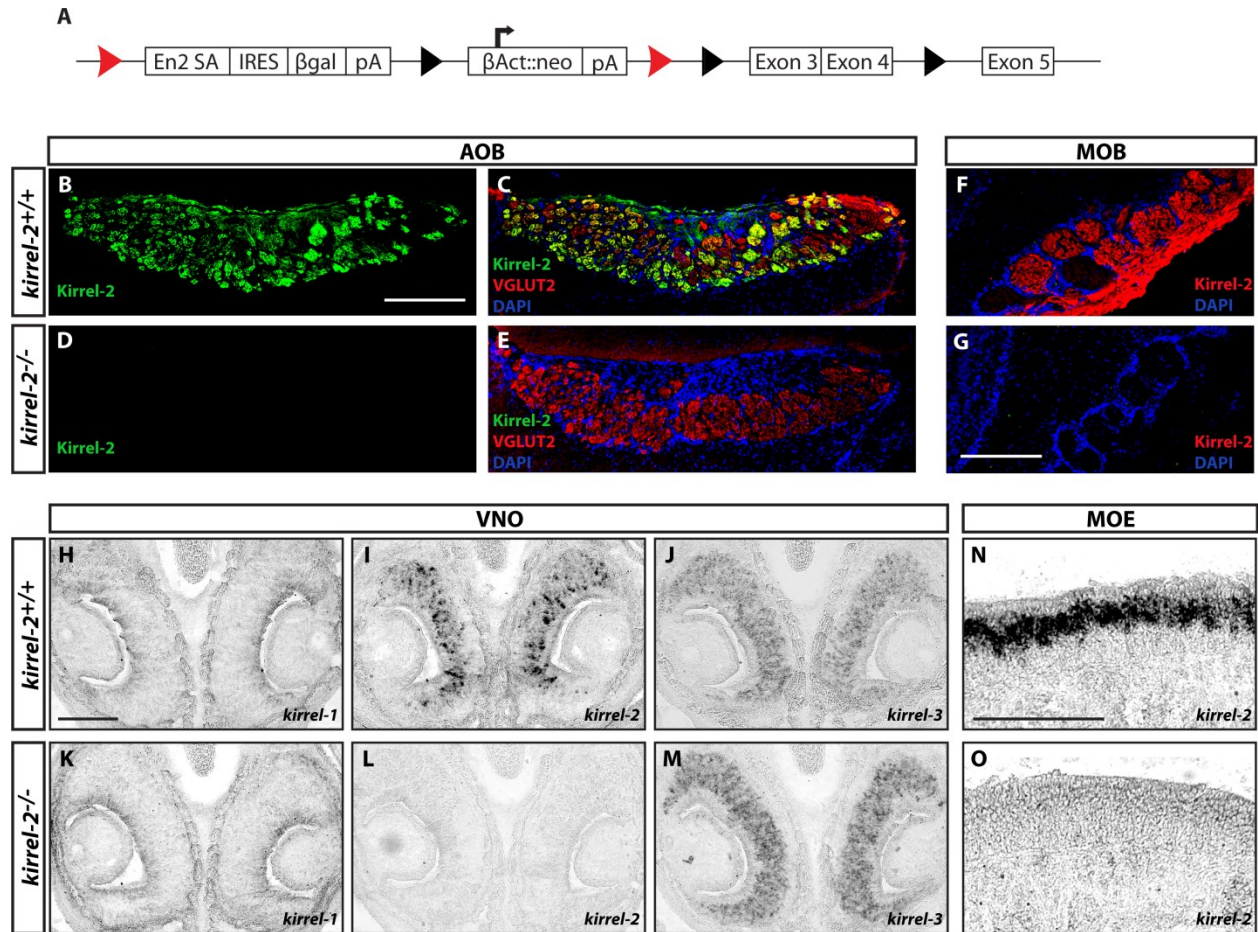 A
En2 SA IRES βgal pA βAct::neo pA Exon 3 Exon 4 Exon 5
AOB MOB
kirrel-2+/+
B
Kirrel-2
C
Kirrel-2
VGLUT2
DAPI
F
Kirrel-2
DAPI
kirrel-2-/-
D
Kirrel-2
E
Kirrel-2
VGLUT2
DAPI
G
Kirrel-2
DAPI
VNO MOE
kirrel-2+/+
H
kirrel-1
I
kirrel-2
J
kirrel-3
N
kirrel-2
kirrel-2-/-
K
kirrel-1
L
kirrel-2
M
kirrel-3
O
kirrel-2